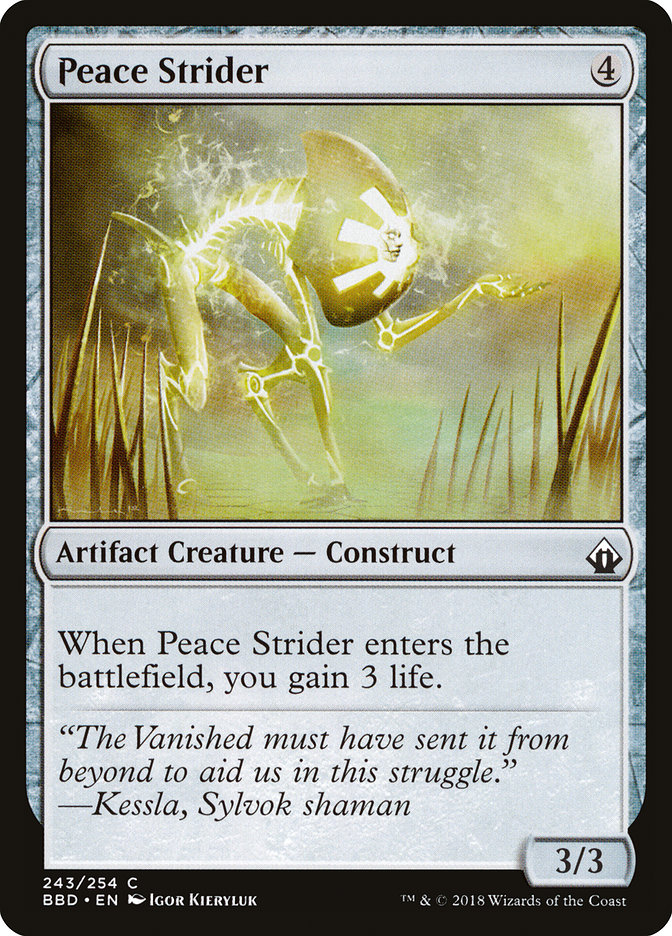 Peace Strider 4
Artifact Creature — Construct
When Peace Strider enters the
battlefield, you gain 3 life.
“The Vanished must have sent it from
beyond to aid us in this struggle.”
—Kessla, Sylvok shaman
3/3
243/254 C
BBD • EN Igor Kieryluk
™ & © 2018 Wizards of the Coast